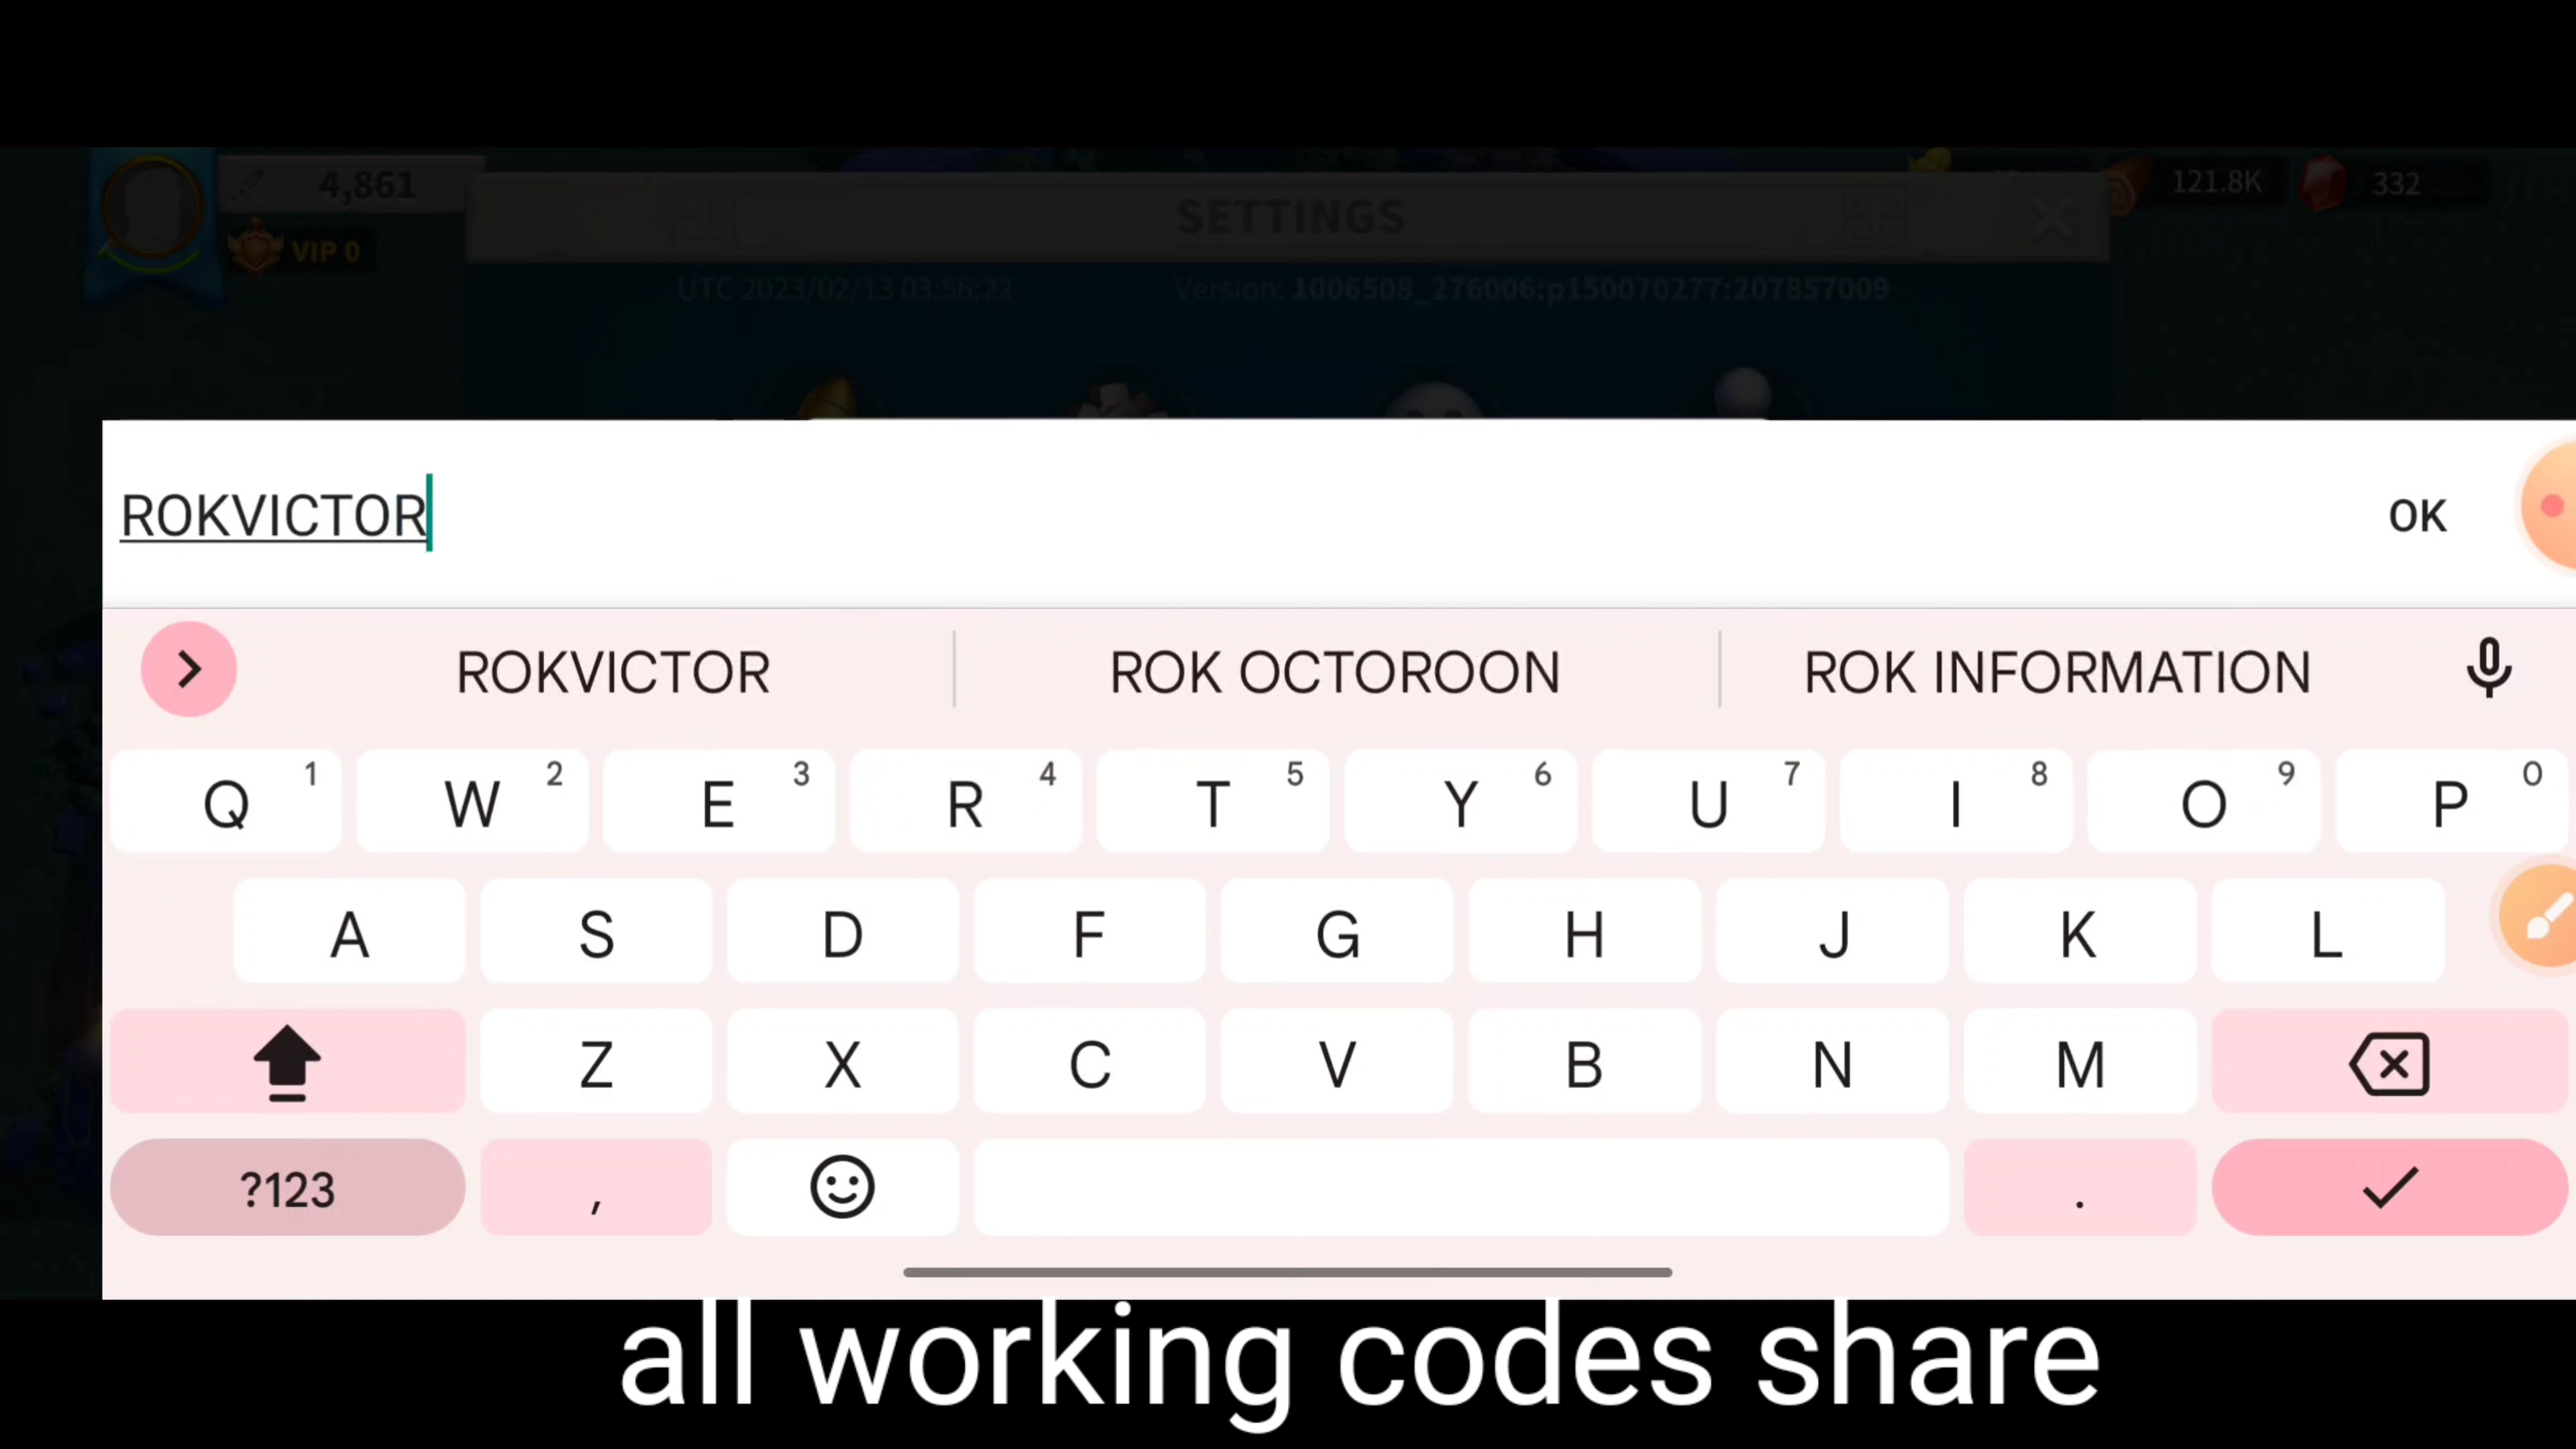 4,861
VIP 0
121.8K
332
SETTINGS
UTC 2023/02/13 03:56:22
Version: 1006508_276006:p150070277:207857009
ROKVICTOR
OK
ROKVICTOR
ROK OCTOROON
ROK INFORMATION
Q 1 W 2 E 3 R 4 T 5 Y 6 U 7 I 8 O 9 P 0
A S D F G H J K L
Z X C V B N M
?123 , .
all working codes share